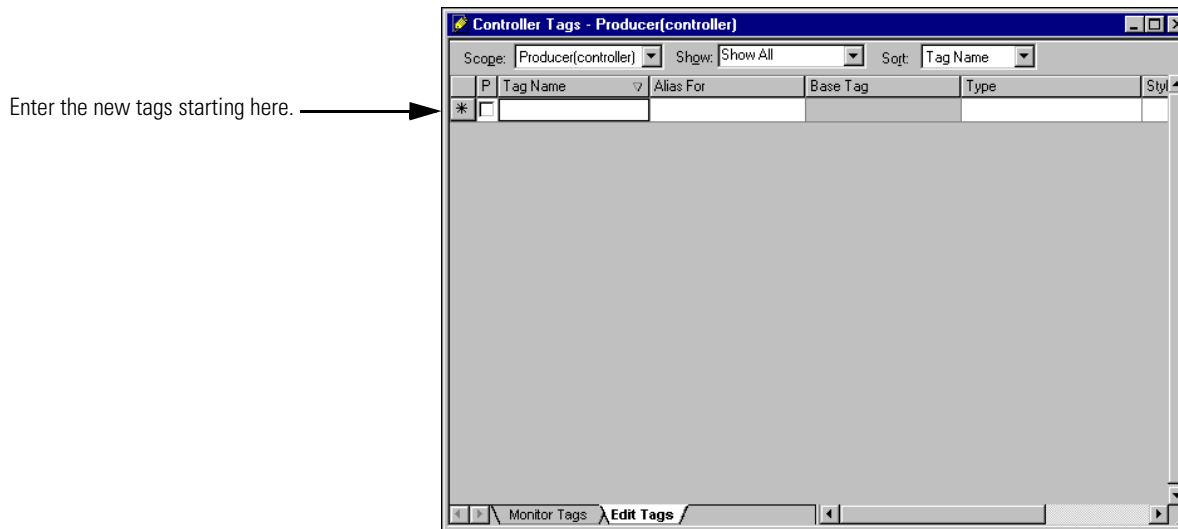 Controller Tags - Producer(controller)
Scope: Producer(controller) Show: Show All Sort: Tag Name
P Tag Name Alias For Base Tag Type Styl
Enter the new tags starting here.
Monitor Tags Edit Tags